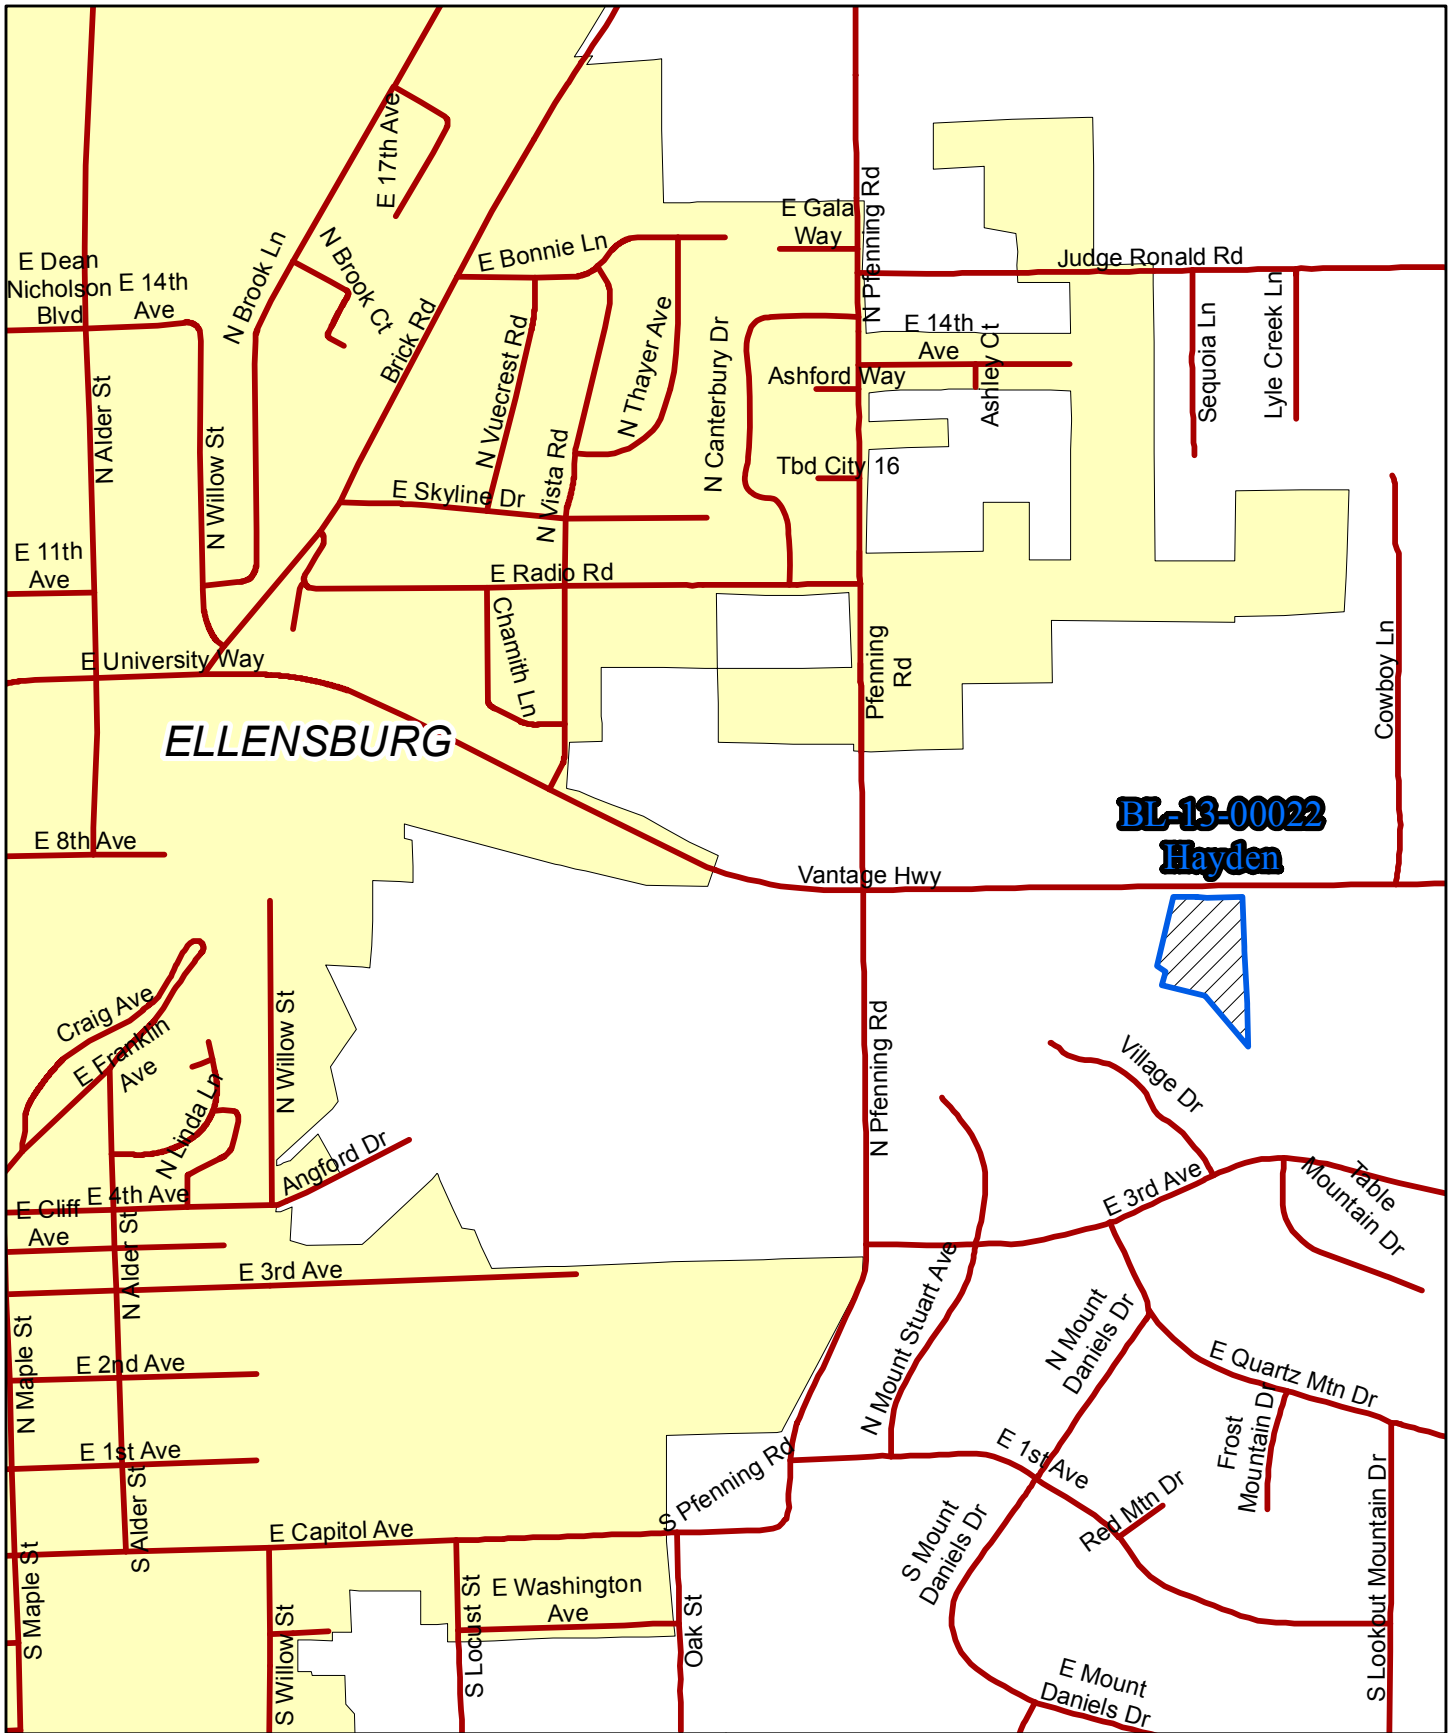 E 17th Ave
N Brook Ln
N Brook Ct
E Dean
Nicholson
Blvd
E 14th
Ave
N Alder St
N Willow St
Brick Rd
E Bonnie Ln
N Vuecrest Rd
N Vista Rd
N Thayer Ave
N Canterbury Dr
E Gala
Way
N Pfenning Rd
Judge Ronald Rd
E 14th
Ave
Ashley Ct
Ashford Way
Tbd City 16
Sequoia Ln
Lyle Creek Ln
E Skyline Dr
E 11th
Ave
E Radio Rd
Chamith Ln
Pfenning
Rd
Cowboy Ln
E University Way
ELLENSBURG
E 8th Ave
BL-13-00022
Hayden
Vantage Hwy
Craig Ave
E Franklin
Ave
N Linda Ln
N Willow St
N Pfenning Rd
Village Dr
Angford Dr
E 4th Ave
E Cliff
Ave
N Alder St
E 3rd Ave
E 3rd Ave
Table
Mountain Dr
N Mount Stuart Ave
N Mount
Daniels Dr
E Quartz Mtn Dr
N Maple St
E 2nd Ave
E 1st Ave
S Alder St
E Capitol Ave
S Pfenning Rd
E 1st Ave
Red Mtn Dr
Frost
Mountain Dr
S Lookout Mountain Dr
S Mount
Daniels Dr
S Maple St
S Willow St
S Locust St
E Washington
Ave
Oak St
E Mount
Daniels Dr